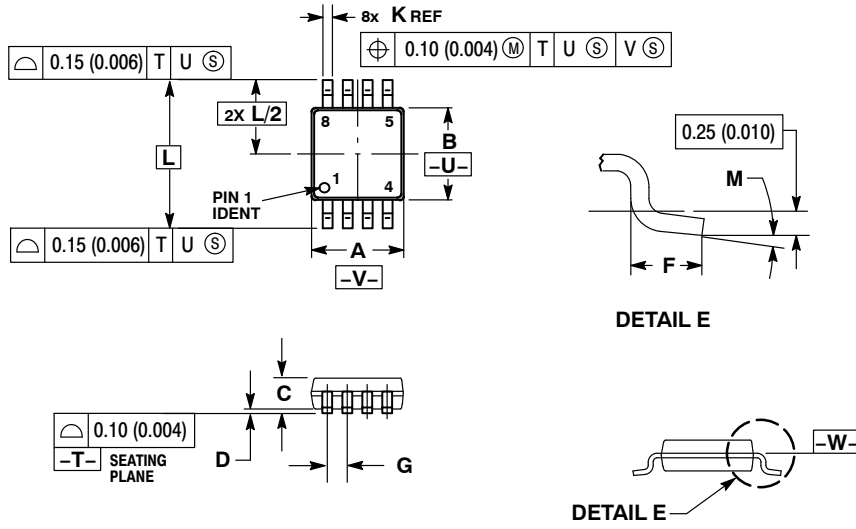 8x K REF
⌓ 0.15 (0.006) T U Ⓢ
⌖ 0.10 (0.004) Ⓜ T U Ⓢ V Ⓢ
2X L/2
8 5
B
-U-
L
PIN 1
IDENT
1
4
⌓ 0.15 (0.006) T U Ⓢ
A
-V-
0.25 (0.010)
M
F
DETAIL E
C
⌓ 0.10 (0.004)
-T- SEATING
PLANE
D
G
-W-
DETAIL E